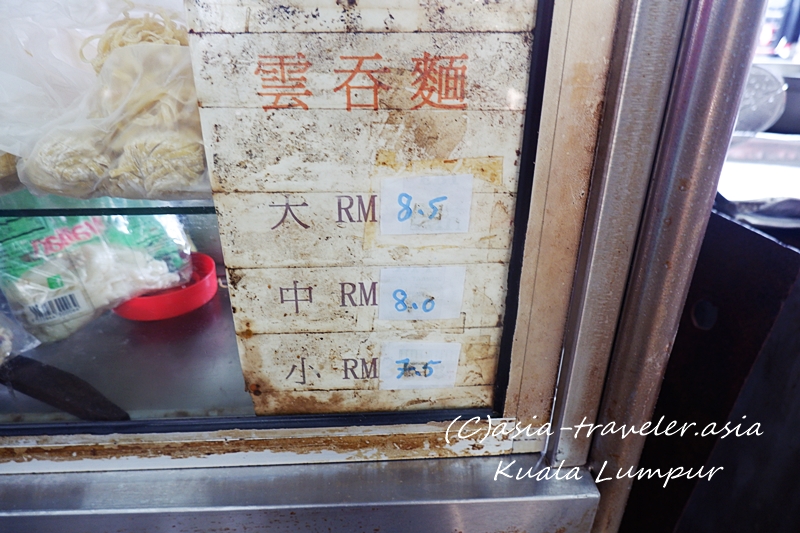 雲吞麵
大 RM 8.5
中 RM 8.0
小 RM 7.5
(C)asia-traveler.asia
Kuala Lumpur